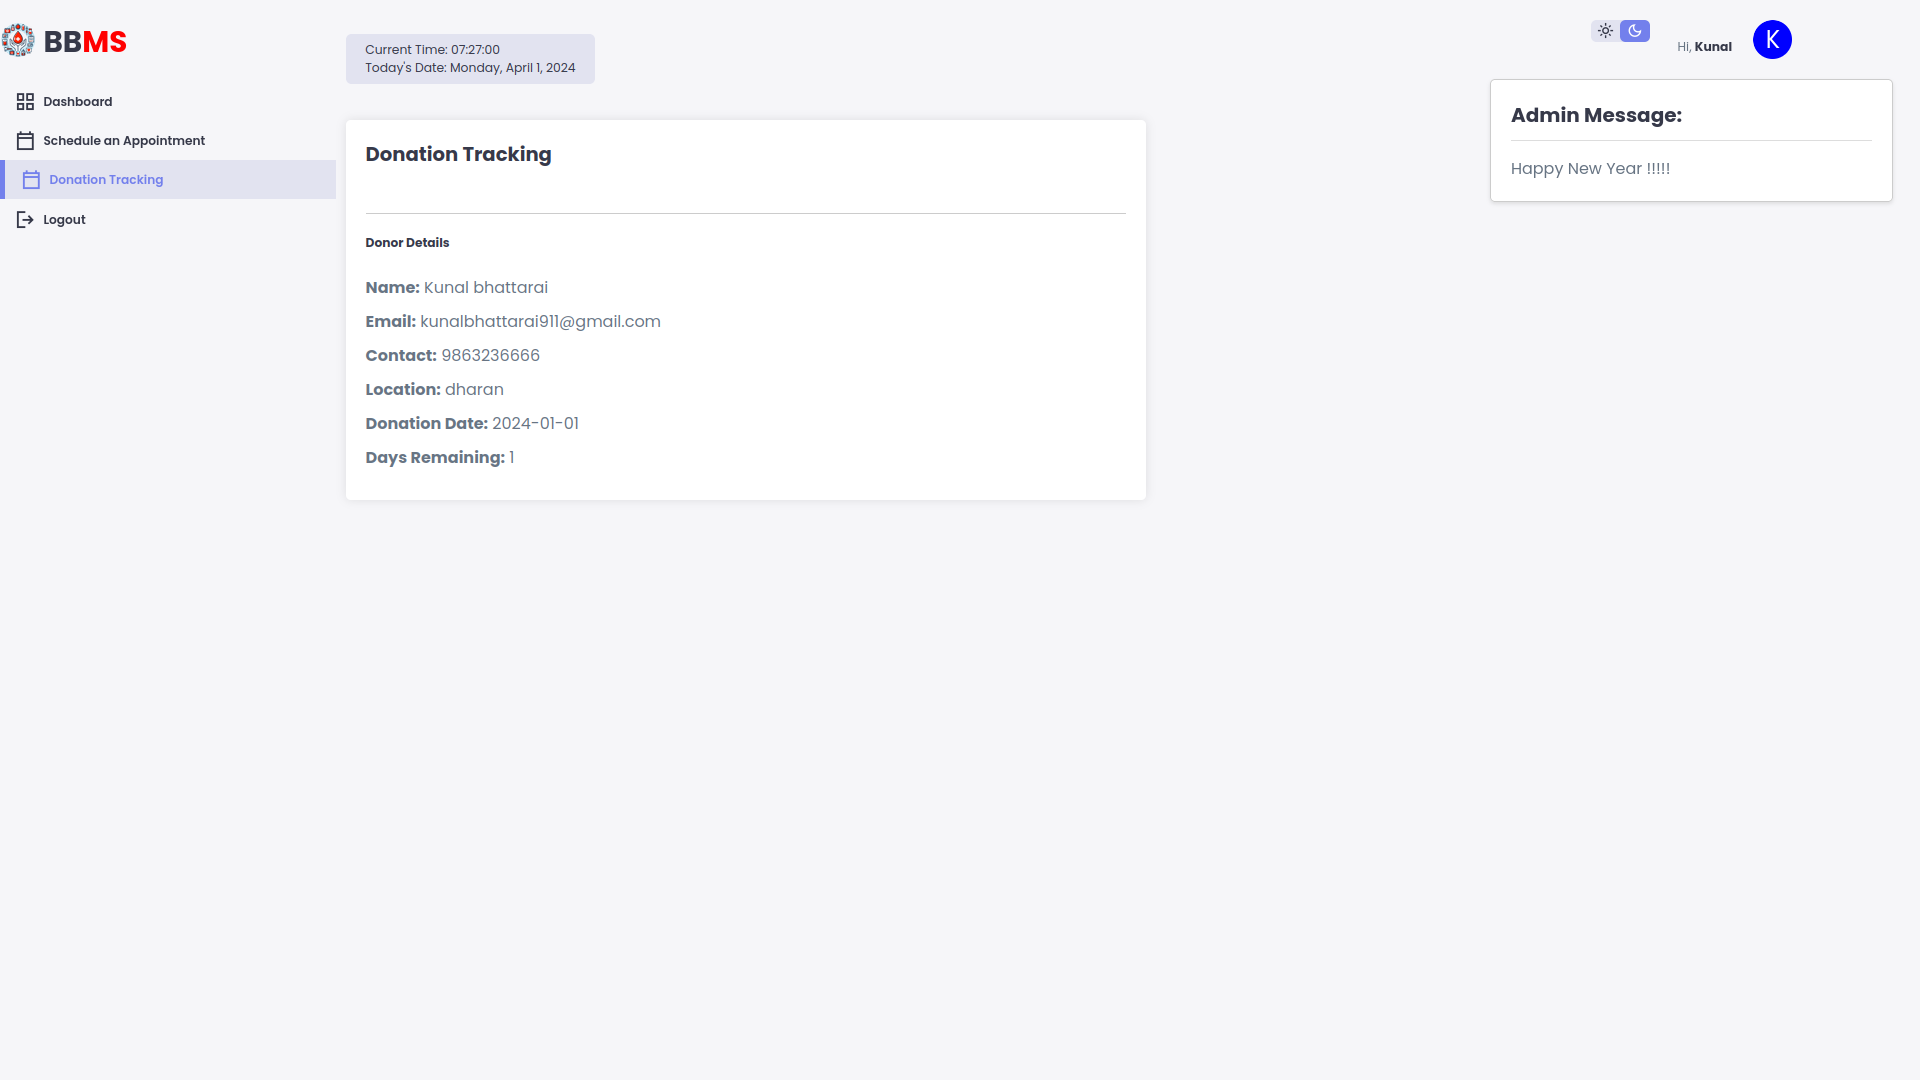 BBMS
Dashboard
Schedule an Appointment
Donation Tracking
Logout
Current Time: 07:27:00
Today's Date: Monday, April 1, 2024
Hi, Kunal
K
Donation Tracking
Donor Details
Name: Kunal bhattarai
Email: kunalbhattarai911@gmail.com
Contact: 9863236666
Location: dharan
Donation Date: 2024-01-01
Days Remaining: 1
Admin Message:
Happy New Year !!!!!